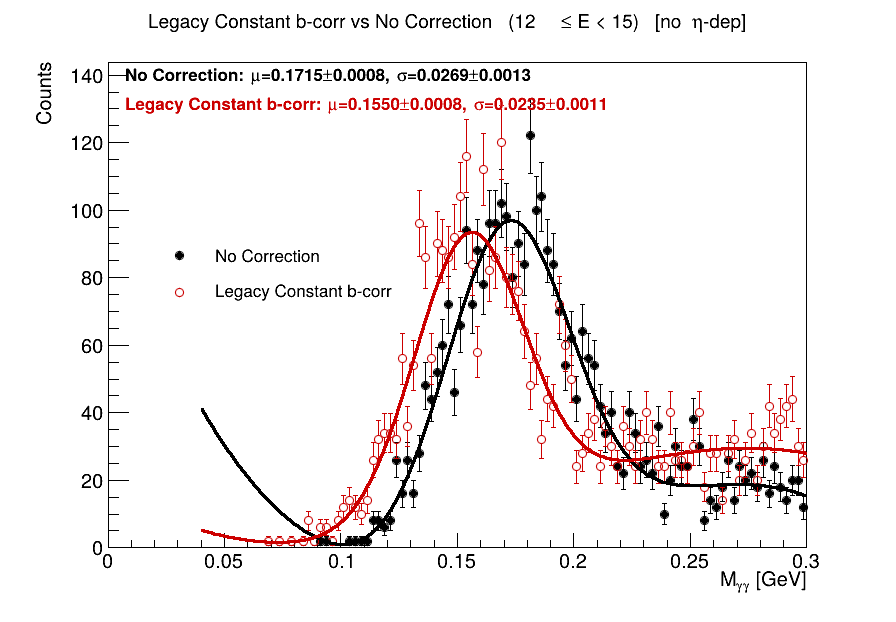 Legacy Constant b-corr vs No Correction (12 ≤ E < 15) [no η-dep]
Counts
No Correction: μ=0.1715±0.0008, σ=0.0269±0.0013
Legacy Constant b-corr: μ=0.1550±0.0008, σ=0.0235±0.0011
No Correction
Legacy Constant b-corr
140
120
100
80
60
40
20
0
0 0.05 0.1 0.15 0.2 0.25 0.3
Mγγ [GeV]